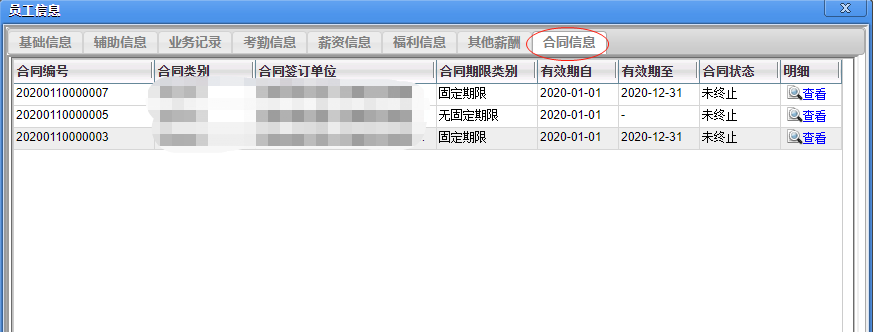 员工信息
基础信息 辅助信息 业务记录 考勤信息 薪资信息 福利信息 其他薪酬 合同信息
合同编号 合同类别 合同签订单位 合同期限类别 有效期自 有效期至 合同状态 明细
20200110000007 固定期限 2020-01-01 2020-12-31 未终止 查看
20200110000005 无固定期限 2020-01-01 - 未终止 查看
20200110000003 固定期限 2020-01-01 2020-12-31 未终止 查看